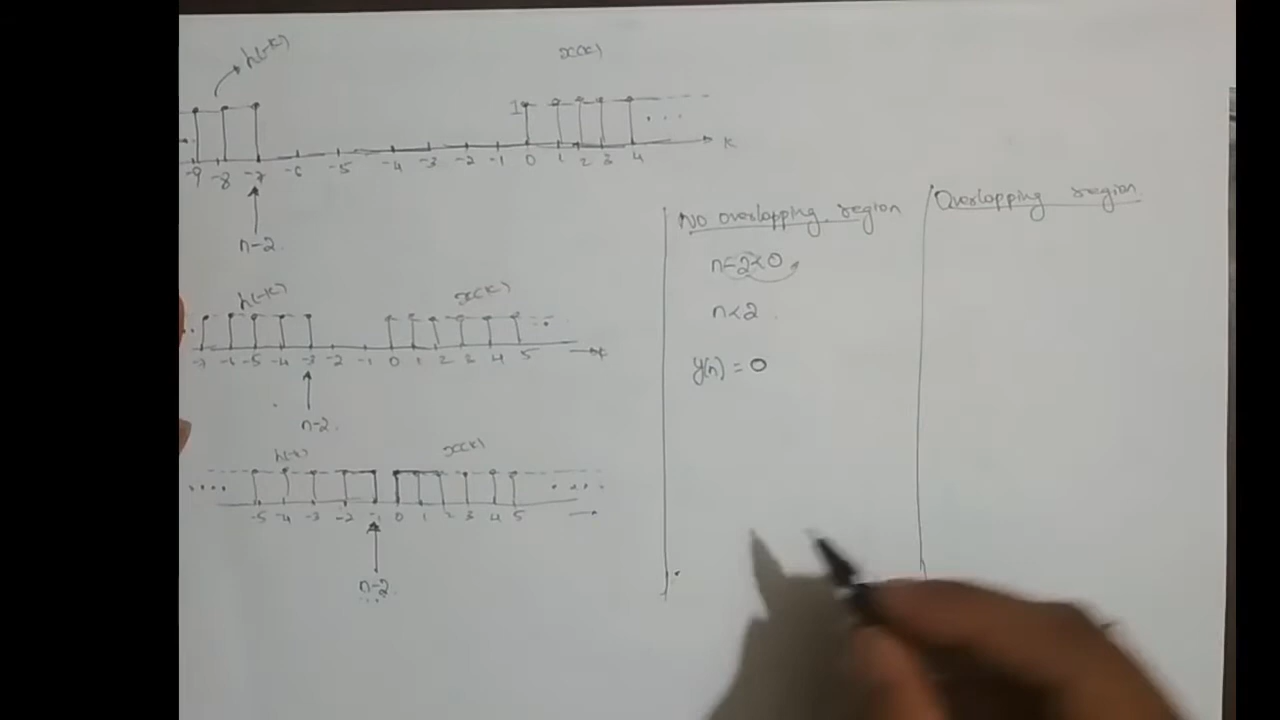 h(-k)
x(k)
1
-9 -8 -7 -6 -5 -4 -3 -2 -1 0 1 2 3 4 k
n-2
No overlapping region
Overlapping region
n-2<0
n<2
y(n) = 0
h(-k) x(k)
-7 -6 -5 -4 -3 -2 -1 0 1 2 3 4 5
n-2
h(-k) x(k)
-5 -4 -3 -2 -1 0 1 2 3 4 5
n-2